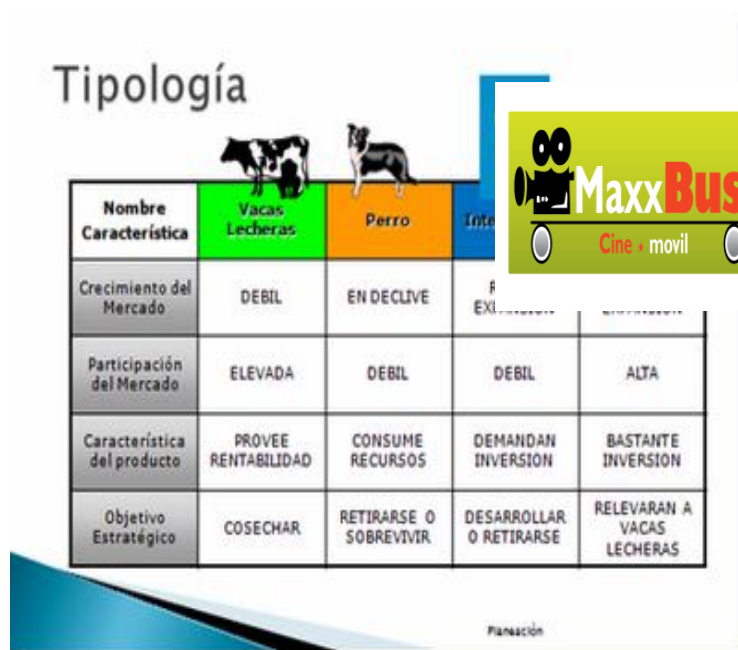 Tipología
MaxxBus
Cine movil
Nombre
Característica
Vacas
Lecheras
Perro
Crecimiento del
Mercado
DEBIL
EN DECLIVE
Participación
del Mercado
ELEVADA
DEBIL
DEBIL
ALTA
Característica
del producto
PROVEE
RENTABILIDAD
CONSUME
RECURSOS
DEMANDAN
INVERSION
BASTANTE
INVERSION
Objetivo
Estratégico
COSECHAR
RETIRARSE O
SOBREVIVIR
DESARROLLAR
O RETIRARSE
RELEVARAN A
VACAS
LECHERAS
Planeación